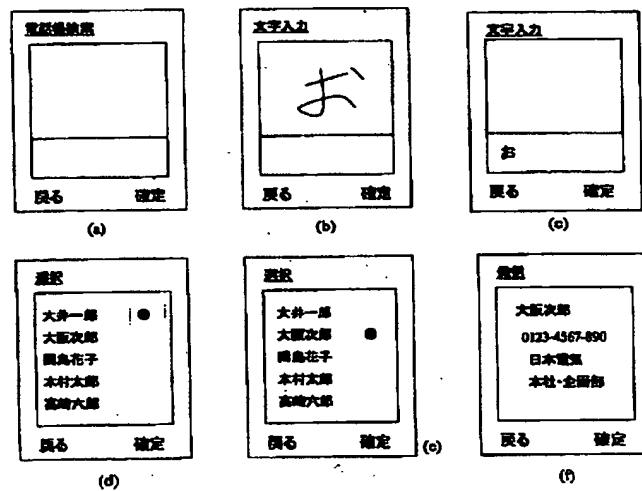 電話帳検索
戻る 確定
(a)
文字入力
お
戻る 確定
(b)
文字入力
お
戻る 確定
(c)
選択
大井一郎
大阪次郎
花子
木村太郎
高崎六郎
戻る 確定
(d)
選択
大井一郎
大阪次郎
花子
木村太郎
高崎六郎
戻る 確定
(e)
大阪次郎
0123-4567-890
日本電気
本社・企画部
戻る 確定
(f)